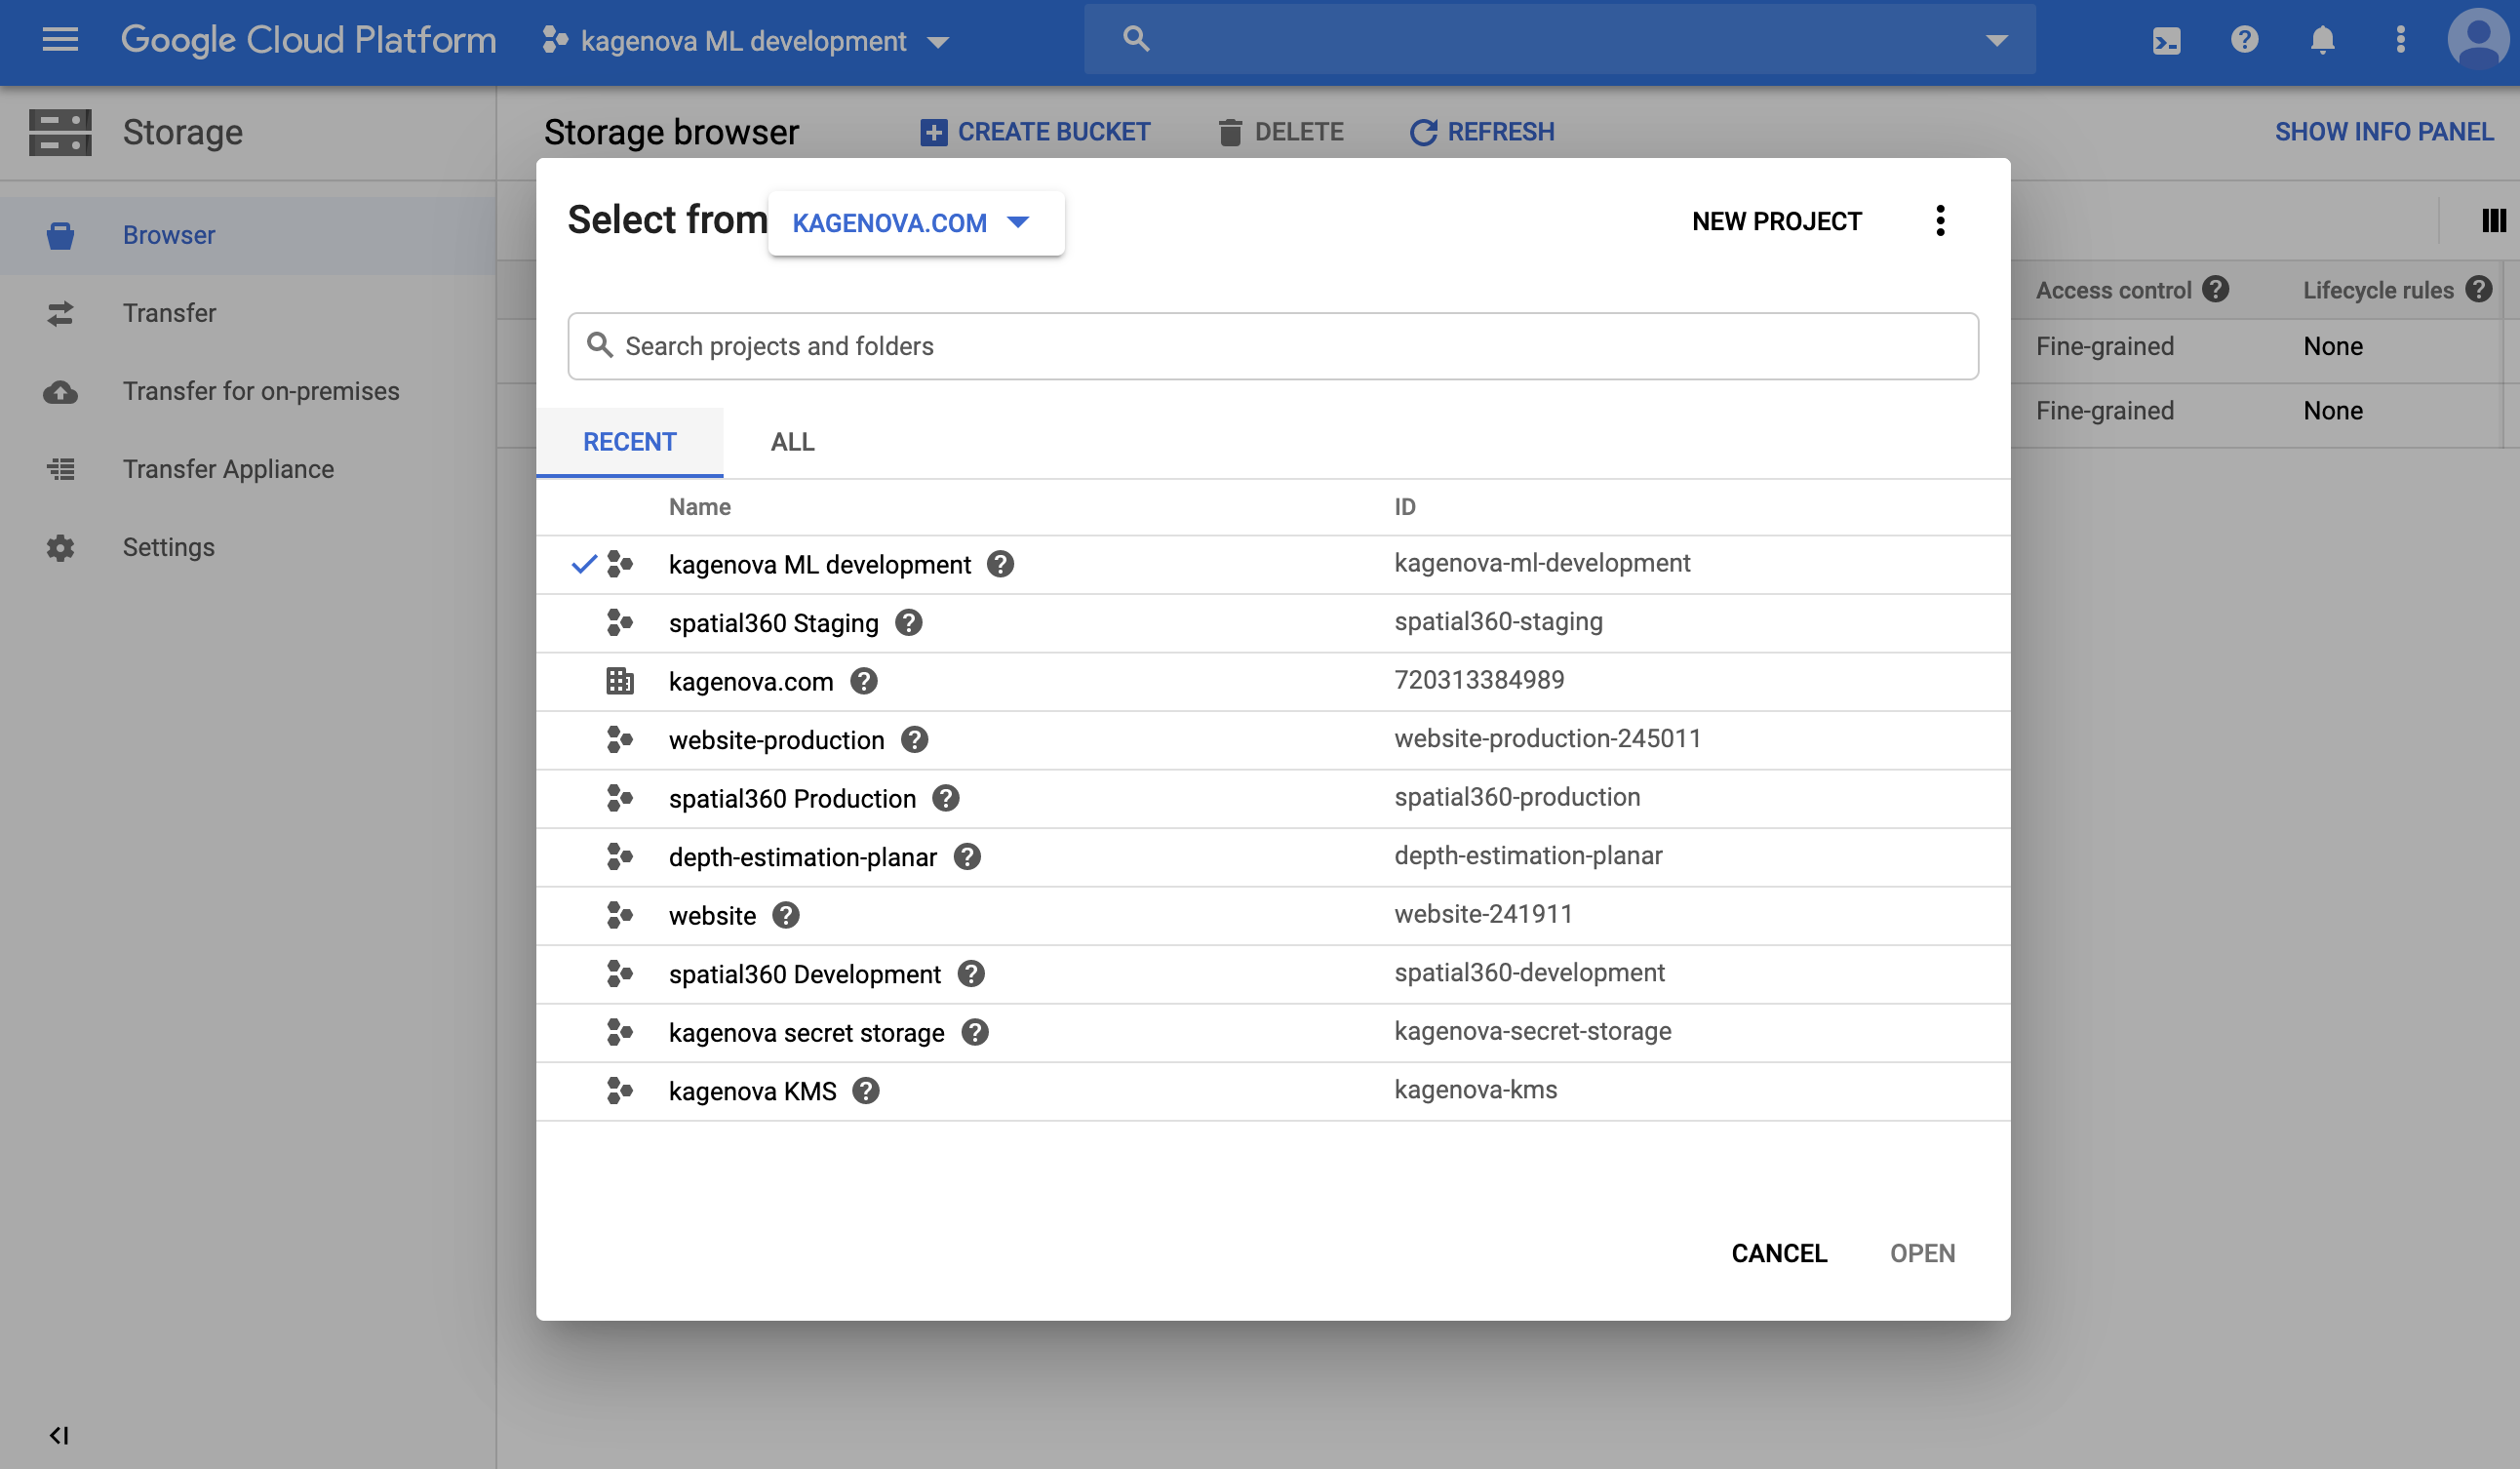 Google Cloud Platform kagenova ML development
Storage
Storage browser CREATE BUCKET DELETE REFRESH SHOW INFO PANEL
Browser
Transfer
Transfer for on-premises
Transfer Appliance
Settings
Select from KAGENOVA.COM NEW PROJECT
Search projects and folders
RECENT ALL
Name ID
kagenova ML development kagenova-ml-development
spatial360 Staging spatial360-staging
kagenova.com 720313384989
website-production website-production-245011
spatial360 Production spatial360-production
depth-estimation-planar depth-estimation-planar
website website-241911
spatial360 Development spatial360-development
kagenova secret storage kagenova-secret-storage
kagenova KMS kagenova-kms
CANCEL OPEN
Access control Lifecycle rules
Fine-grained None
Fine-grained None